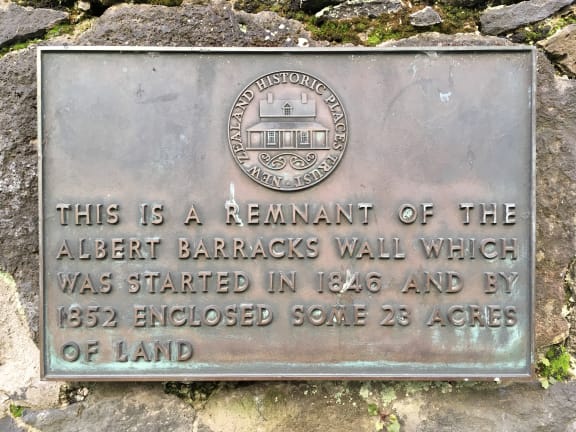 NEW ZEALAND HISTORIC PLACES TRUST
THIS IS A REMNANT OF THE
ALBERT BARRACKS WALL WHICH
WAS STARTED IN 1846 AND BY
1852 ENCLOSED SOME 23 ACRES
OF LAND